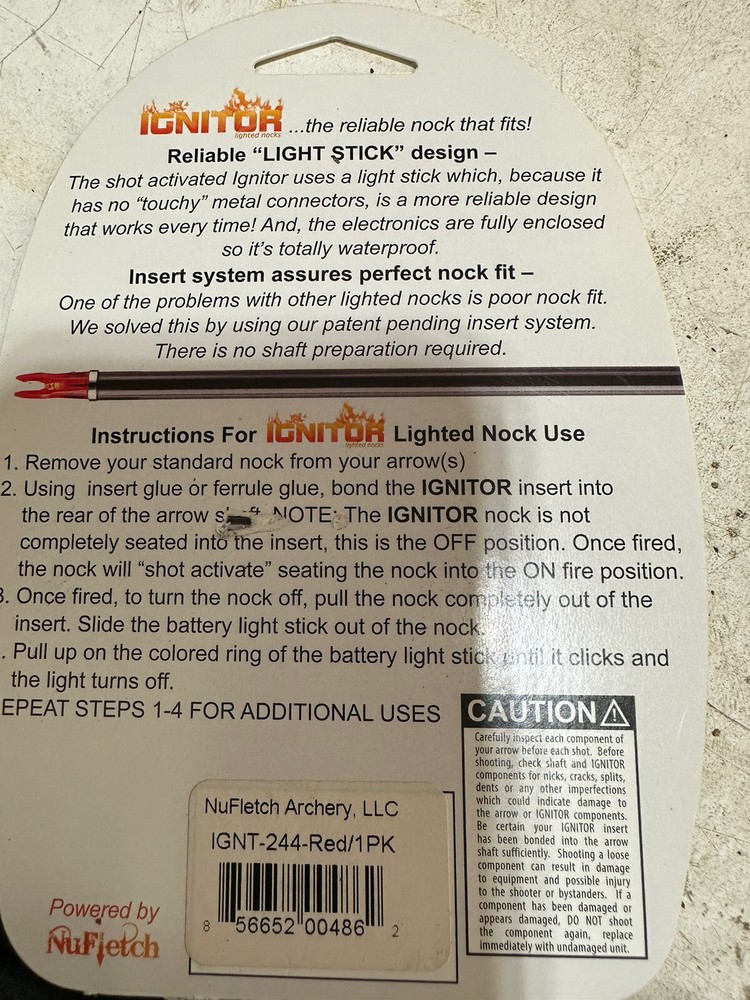 IGNITOR ...the reliable nock that fits!
lighted nocks
Reliable “LIGHT STICK” design –
The shot activated Ignitor uses a light stick which, because it
has no “touchy” metal connectors, is a more reliable design
that works every time! And, the electronics are fully enclosed
so it’s totally waterproof.
Insert system assures perfect nock fit –
One of the problems with other lighted nocks is poor nock fit.
We solved this by using our patent pending insert system.
There is no shaft preparation required.
Instructions For IGNITOR Lighted Nock Use
lighted nocks
1. Remove your standard nock from your arrow(s)
2. Using insert glue or ferrule glue, bond the IGNITOR insert into
the rear of the arrow shaft. NOTE: The IGNITOR nock is not
completely seated into the insert, this is the OFF position. Once fired,
the nock will “shot activate” seating the nock into the ON fire position.
3. Once fired, to turn the nock off, pull the nock completely out of the
insert. Slide the battery light stick out of the nock.
. Pull up on the colored ring of the battery light stick until it clicks and
the light turns off.
EPEAT STEPS 1-4 FOR ADDITIONAL USES
CAUTION
Carefully inspect each component of
your arrow before each shot. Before
shooting, check shaft and IGNITOR
components for nicks, cracks, splits,
dents or any other imperfections
which could indicate damage to
the arrow or IGNITOR components.
Be certain your IGNITOR insert
has been bonded into the arrow
shaft sufficiently. Shooting a loose
component can result in damage
to equipment and possible injury
to the shooter or bystanders. If a
component has been damaged or
appears damaged, DO NOT shoot
the component again, replace
immediately with undamaged unit.
NuFletch Archery, LLC
IGNT-244-Red/1PK
8 56652 00486 2
Powered by
NuFletch